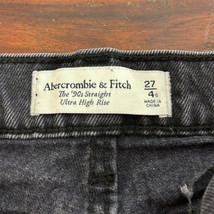 Abercrombie & Fitch
The '90s Straight
Ultra High Rise
27
4S
MADE IN
CHINA